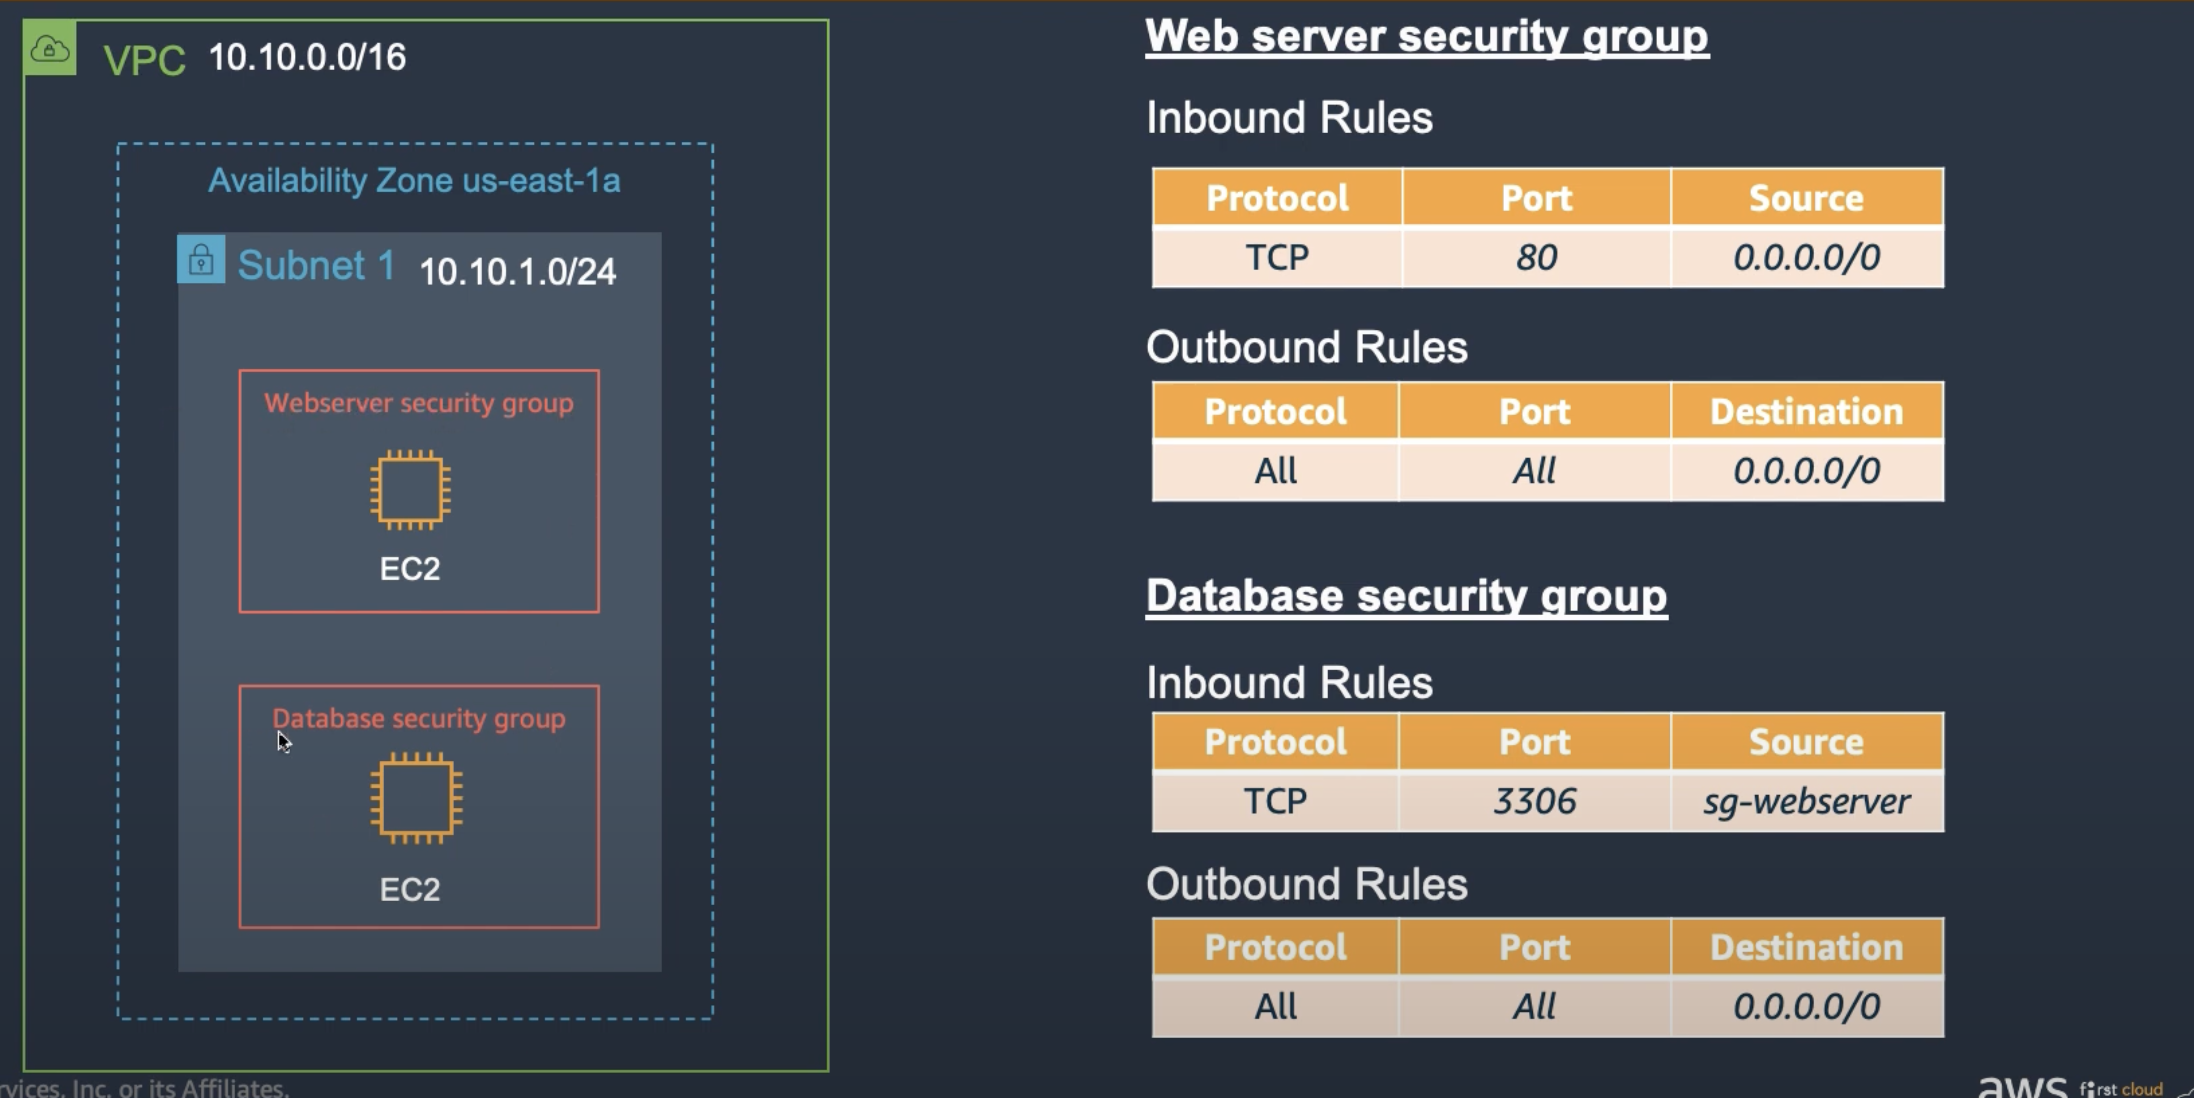 VPC 10.10.0.0/16
Availability Zone us-east-1a
Subnet 1 10.10.1.0/24
Webserver security group
EC2
Database security group
EC2
Web server security group
Inbound Rules
Protocol Port Source
TCP 80 0.0.0.0/0
Outbound Rules
Protocol Port Destination
All All 0.0.0.0/0
Database security group
Inbound Rules
Protocol Port Source
TCP 3306 sg-webserver
Outbound Rules
Protocol Port Destination
All All 0.0.0.0/0
Inc. or its Affiliates.
aws first cloud